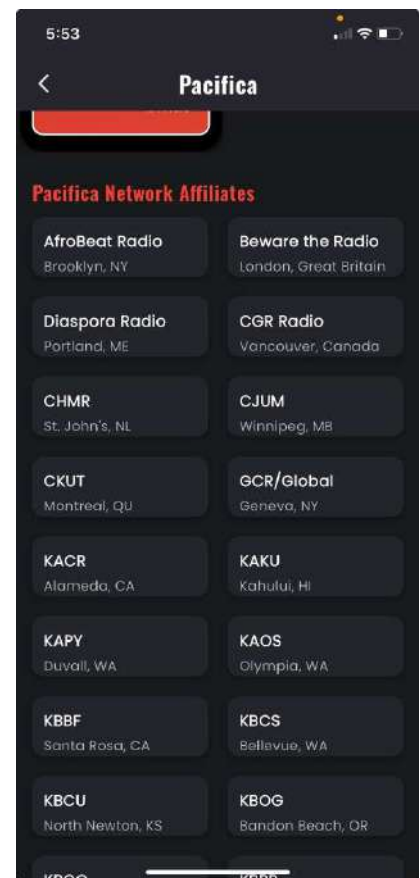 5:53
Pacifica
Pacifica Network Affiliates
AfroBeat Radio
Brooklyn, NY
Beware the Radio
London, Great Britain
Diaspora Radio
Portland, ME
CGR Radio
Vancouver, Canada
CHMR
St. John's, NL
CJUM
Winnipeg, MB
CKUT
Montreal, QU
GCR/Global
Geneva, NY
KACR
Alameda, CA
KAKU
Kahului, HI
KAPY
Duvall, WA
KAOS
Olympia, WA
KBBF
Santa Rosa, CA
KBCS
Bellevue, WA
KBCU
North Newton, KS
KBOG
Bandon Beach, OR